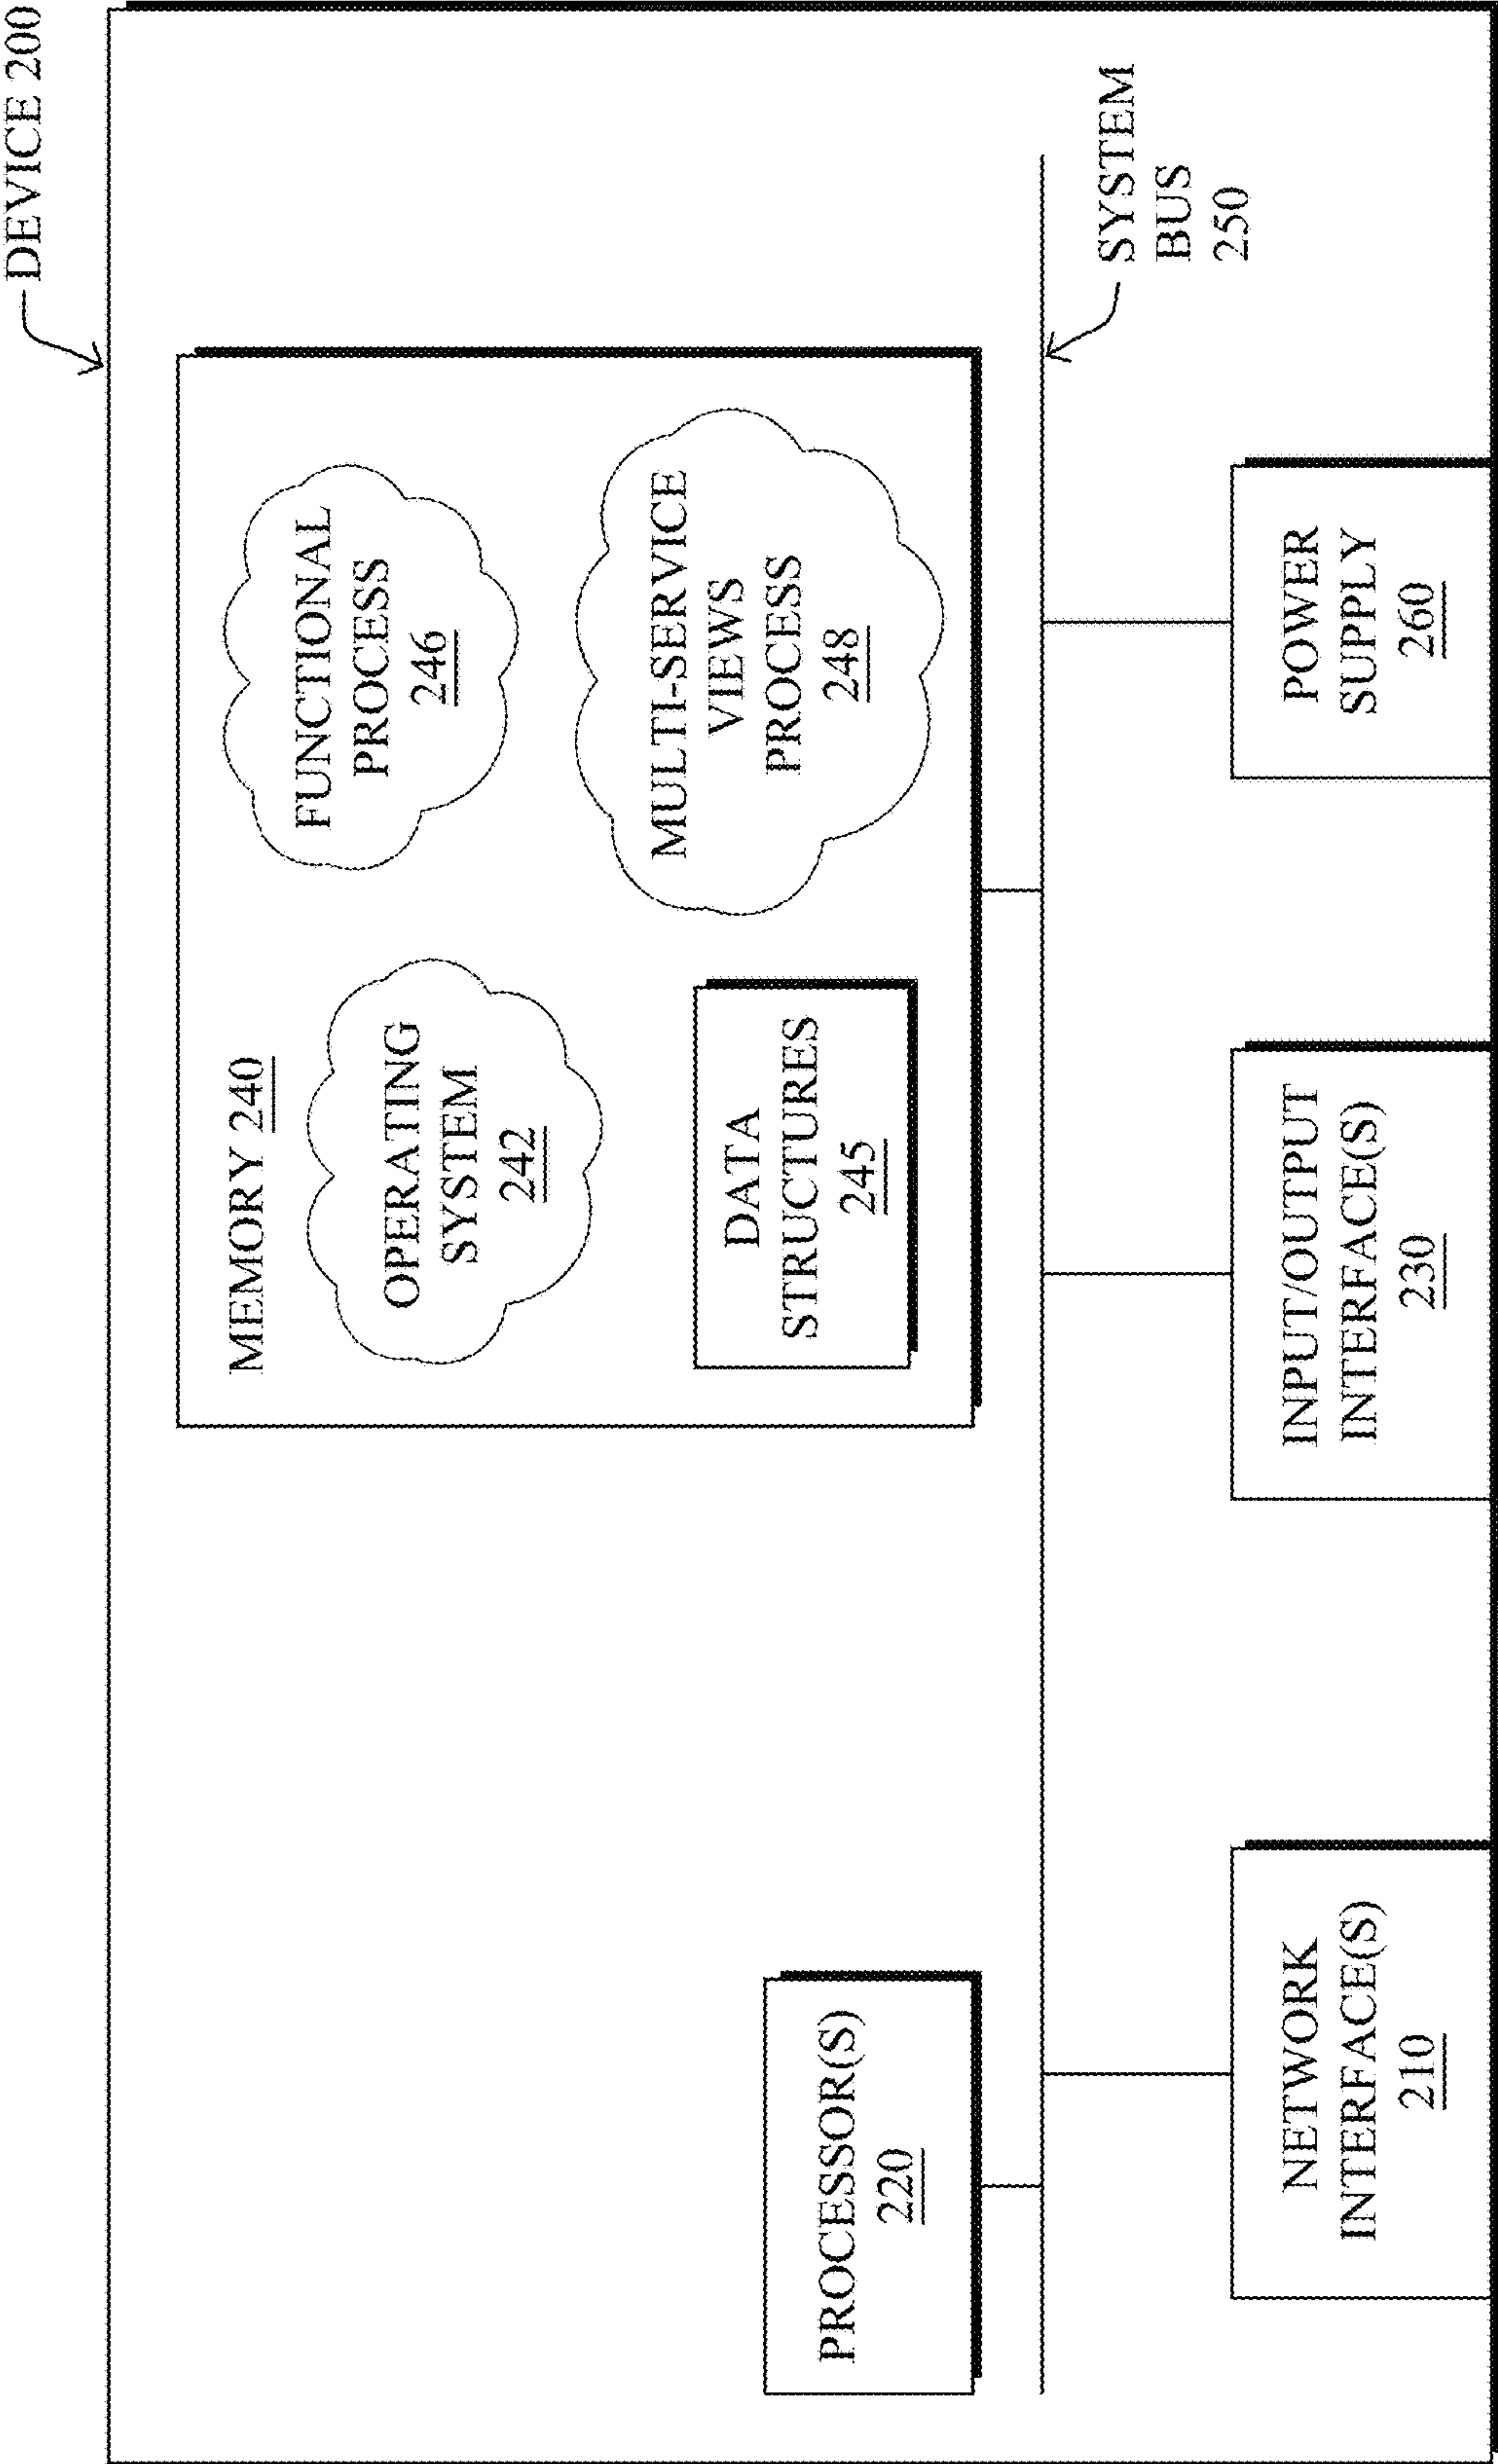 DEVICE 200
MEMORY 240
OPERATING
SYSTEM
242
FUNCTIONAL
PROCESS
246
DATA
STRUCTURES
245
MULTI-SERVICE
VIEWS
PROCESS
248
PROCESSOR(S)
220
SYSTEM
BUS
250
NETWORK
INTERFACE(S)
210
INPUT/OUTPUT
INTERFACE(S)
230
POWER
SUPPLY
260